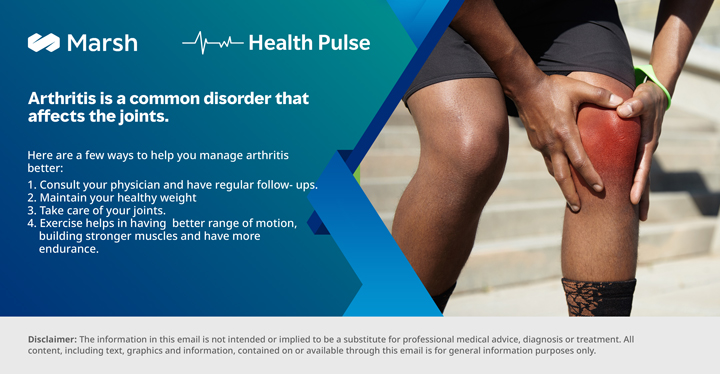 Marsh
Health Pulse
Arthritis is a common disorder that
affects the joints.
Here are a few ways to help you manage arthritis
better:
1. Consult your physician and have regular follow- ups.
2. Maintain your healthy weight
3. Take care of your joints.
4. Exercise helps in having  better range of motion,
building stronger muscles and have more
endurance.
Disclaimer: The information in this email is not intended or implied to be a substitute for professional medical advice, diagnosis or treatment. All
content, including text, graphics and information, contained on or available through this email is for general information purposes only.